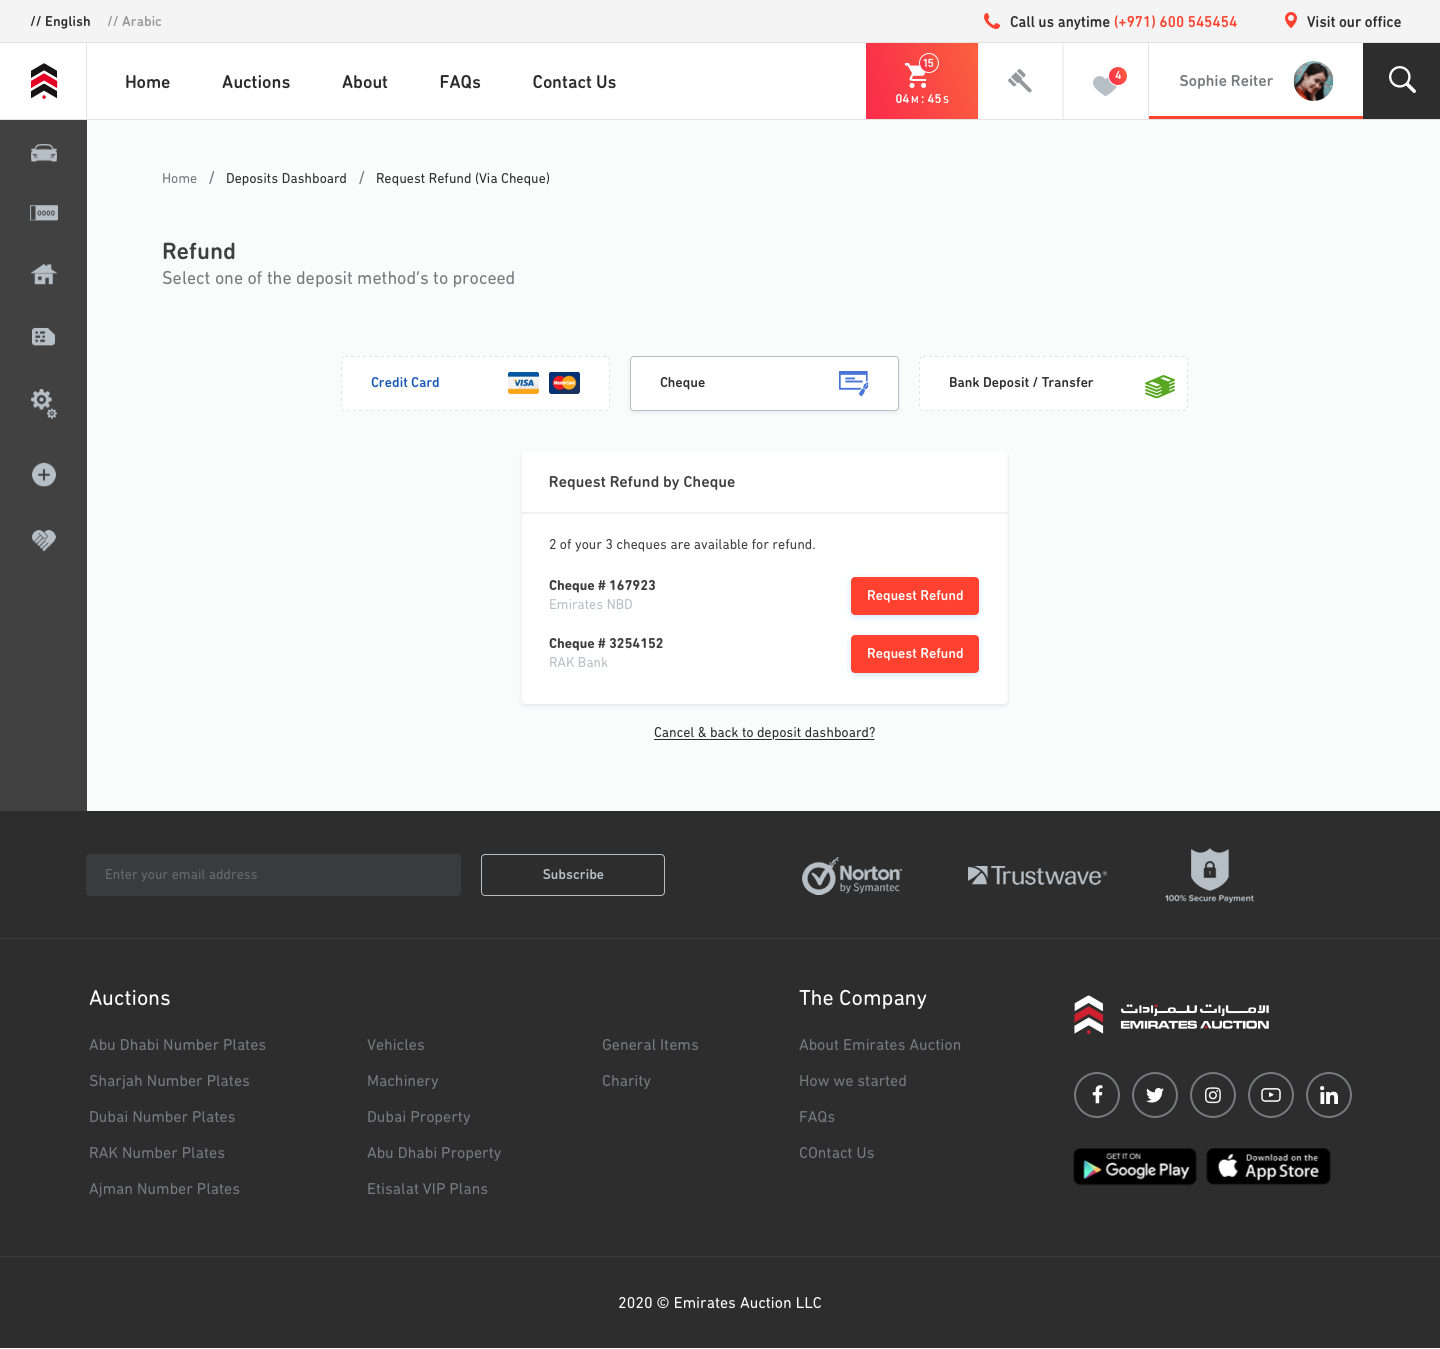 // English // Arabic Call us anytime (+971) 600 545454 Visit our office
Home Auctions About FAQs Contact Us 15 04M : 45S 4 Sophie Reiter
0000
Home / Deposits Dashboard / Request Refund (Via Cheque)
Refund
Select one of the deposit method's to proceed
Credit Card VISA MasterCard Cheque Bank Deposit / Transfer
Request Refund by Cheque
2 of your 3 cheques are available for refund.
Cheque # 167923 Request Refund
Emirates NBD
Cheque # 3254152 Request Refund
RAK Bank
Cancel & back to deposit dashboard?
Enter your email address Subscribe Norton by Symantec Trustwave® 100% Secure Payment
Auctions The Company
الامارات للمزادات
EMIRATES AUCTION
Abu Dhabi Number Plates Vehicles General Items About Emirates Auction
Sharjah Number Plates Machinery Charity How we started
Dubai Number Plates Dubai Property FAQs
RAK Number Plates Abu Dhabi Property COntact Us
GET IT ON Google Play Download on the App Store
Ajman Number Plates Etisalat VIP Plans
2020 © Emirates Auction LLC